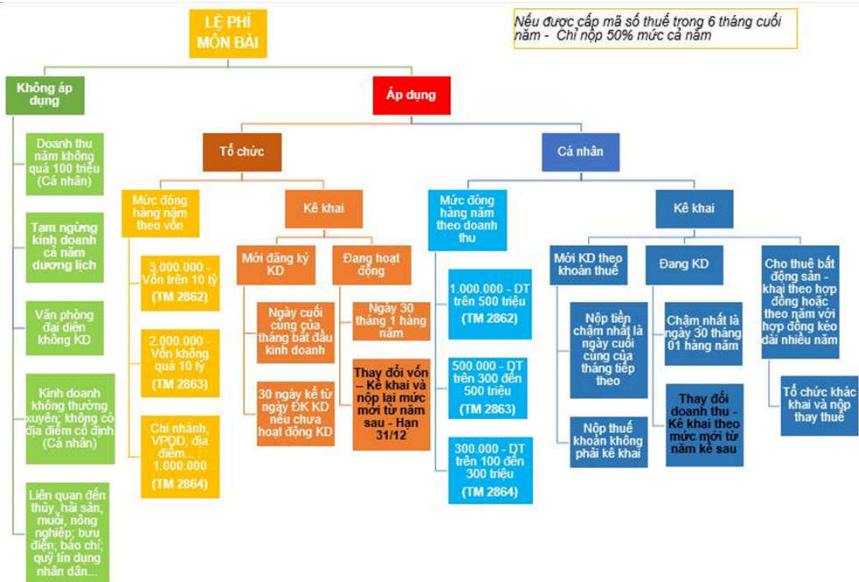 LỆ PHÍ
MÔN BÀI
Nếu được cấp mã số thuế trong 6 tháng cuối
năm - Chỉ nộp 50% mức cả năm
Không áp
dụng
Doanh thu
năm không
quá 100 triệu
(Cá nhân)
Tạm ngừng
kinh doanh
cả năm
dương lịch
Văn phòng
đại diện
không KD
Kinh doanh
không thường
xuyên; không có
địa điểm cố định
(Cá nhân)
Liên quan đến
thủy, hải sản,
muối, nông
nghiệp; bưu
điện; báo chí;
quỹ tín dụng
nhân dân...
Áp dụng
Tổ chức
Mức đóng
hàng năm
theo vốn
3.000.000 -
Vốn trên 10 tỷ
(TM 2862)
2.000.000 -
Vốn không
quá 10 tỷ
(TM 2863)
Chi nhánh,
VPDD, địa
điểm... :
1.000.000
(TM 2864)
Kê khai
Mới đăng ký
KD
Ngày cuối
cùng của
tháng bắt đầu
kinh doanh
30 ngày kể từ
ngày ĐK KD
nếu chưa
hoạt động KD
Đang hoạt
động
Ngày 30
tháng 1 hàng
năm
Thay đổi vốn
– Kê khai và
nộp lại mức
mới từ năm
sau - Hạn
31/12
Cá nhân
Mức đóng
hàng năm
theo doanh
thu
1.000.000 - DT
trên 500 triệu
(TM 2862)
500.000 - DT
trên 300 đến
500 triệu
(TM 2863)
300.000 - DT
trên 100 đến
300 triệu
(TM 2864)
Kê khai
Mới KD theo
khoán thuế
Nộp tiền
chậm nhất là
ngày cuối
cùng của
tháng tiếp
theo
Nộp thuế
khoán không
phải kê khai
Đang KD
Chậm nhất là
ngày 30 tháng
01 hàng năm
Thay đổi
doanh thu -
Kê khai theo
mức mới từ
năm kế sau
Cho thuê bất
động sản -
khai theo hợp
đồng hoặc
theo năm với
hợp đồng kéo
dài nhiều năm
Tổ chức khác
khai và nộp
thay thuế